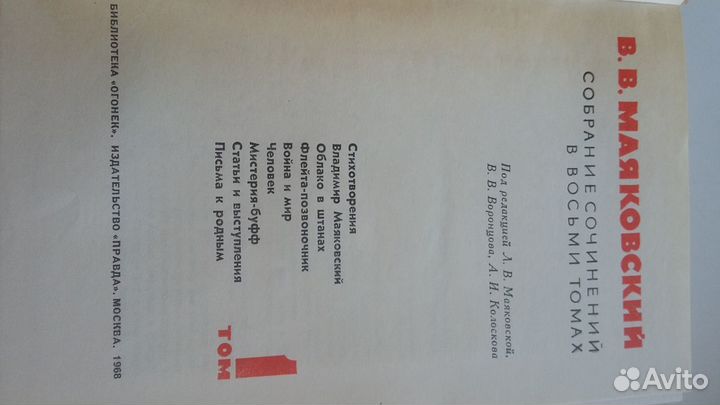 В. В. МАЯКОВСКИЙ
СОБРАНИЕ СОЧИНЕНИЙ
В ВОСЬМИ ТОМАХ
Под редакцией Л. В. Маяковской,
В. В. Воронцова, А. И. Колоскова
Стихотворения
Владимир Маяковский
Облако в штанах
Флейта-позвоночник
Война и мир
Человек
Мистерия-буфф
Статьи и выступления
Письма к родным
ТОМ 1
БИБЛИОТЕКА «ОГОНЕК». ИЗДАТЕЛЬСТВО «ПРАВДА». МОСКВА. 1968
Avito